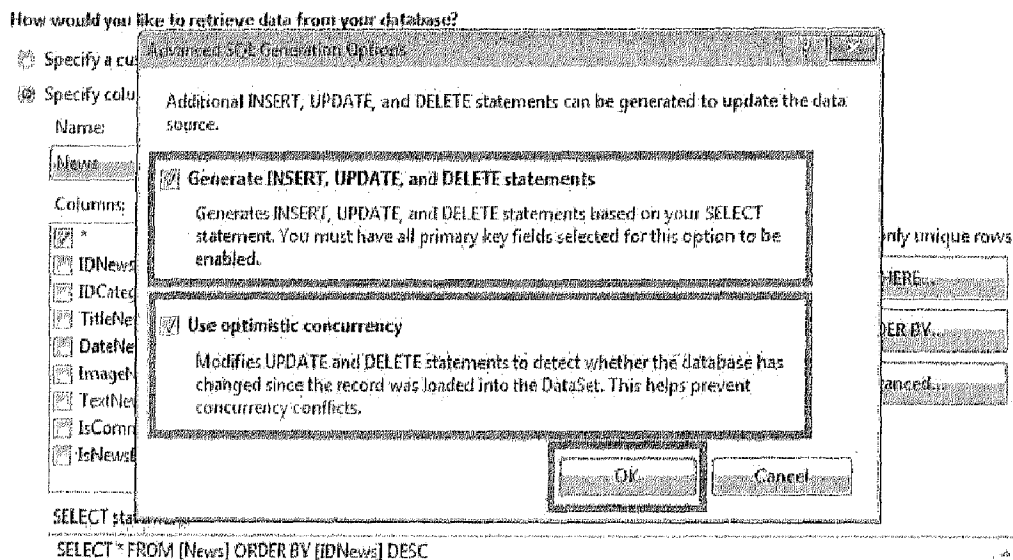 How would you like to retrieve data from your database?
Advanced SQL Generation Options
Specify a cu
Specify colu
Additional INSERT, UPDATE, and DELETE statements can be generated to update the data
source.
Name:
News
Generate INSERT, UPDATE, and DELETE statements
Generates INSERT, UPDATE, and DELETE statements based on your SELECT
statement. You must have all primary key fields selected for this option to be
enabled.
Columns:
*
only unique rows
IDNews
HERE...
IDCateg
TitleNe
Use optimistic concurrency
DER BY...
DateNe
Modifies UPDATE and DELETE statements to detect whether the database has
changed since the record was loaded into the DataSet. This helps prevent
concurrency conflicts.
ImageN
vanced...
TextNew
IsComm
IsNewsE
OK
Cancel
SELECT sta
SELECT * FROM [News] ORDER BY [IDNews] DESC